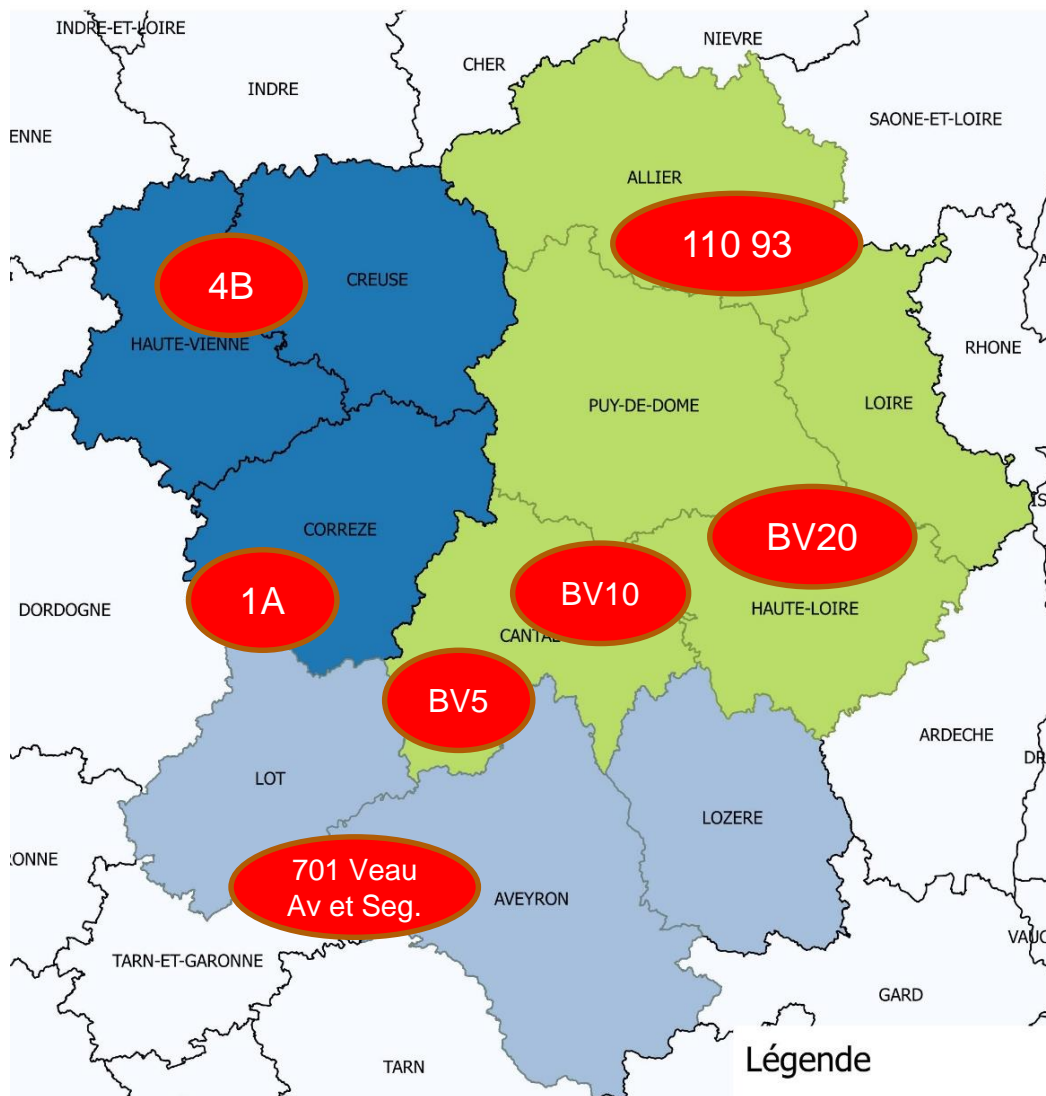 INDRE-ET-LOIRE
NIEVRE
CHER
INDRE
SAONE-ET-LOIRE
ENNE
ALLIER
110 93
4B
CREUSE
HAUTE-VIENNE
RHONE
PUY-DE-DOME
LOIRE
CORREZE
BV20
1A
BV10
DORDOGNE
HAUTE-LOIRE
CANTAL
BV5
ARDECHE
DR
LOT
LOZERE
RONNE
701 Veau
Av et Seg.
AVEYRON
VAUC
TARN-ET-GARONNE
GARD
TARN
Légende